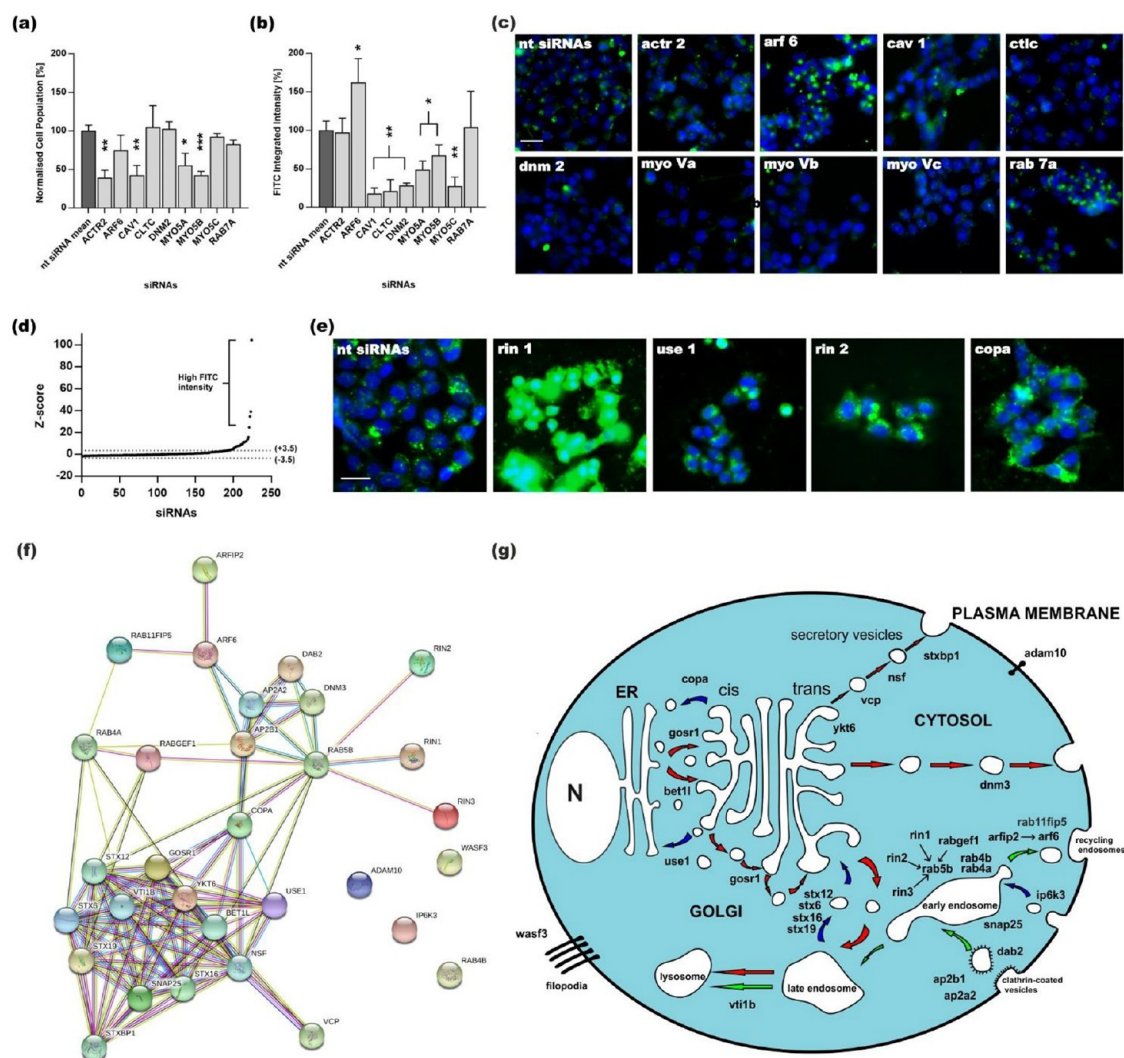 (a)
Normalised Cell Population [%]
200
150
100
50
0
**
**
*
***
nt siRNA mean
ACTR2
ARF6
CAV1
CLTC
DNM2
MYO5A
MYO5B
MYO5C
RAB7A
siRNAs
(b)
FITC Integrated Intensity [%]
200
150
100
50
0
*
**
*
**
nt siRNA mean
ACTR2
ARF6
CAV1
CLTC
DNM2
MYO5A
MYO5B
MYO5C
RAB7A
siRNAs
(c)
nt siRNAs
actr 2
arf 6
cav 1
ctlc
dnm 2
myo Va
myo Vb
myo Vc
rab 7a
b
(d)
Z-score
100
80
60
40
20
0
-20
High FITC
intensity
(+3.5)
(-3.5)
0 50 100 150 200 250
siRNAs
(e)
nt siRNAs
rin 1
use 1
rin 2
copa
(f)
ARFIP2
RAB11FIP5
ARF6
DAB2
RIN2
AP2A2
DNM3
RAB4A
RABGEF1
AP2B1
RAB5B
RIN1
COPA
RIN3
STX12
GOSR1
WASF3
VTI1B
YKT6
USE1
ADAM10
STX6
BET1L
IP6K3
STX19
NSF
STX16
RAB4B
SNAP25
VCP
STXBP1
(g)
PLASMA MEMBRANE
secretory vesicles
stxbp1
adam10
nsf
copa
vcp
ER
cis
trans
CYTOSOL
ykt6
gosr1
N
bet1l
dnm3
rab11fip5
use1
rin1
rabgef1
arfip2
arf6
recycling
endosomes
rin2
rab5b
rab4b
rab4a
gosr1
rin3
stx12
stx6
stx16
stx19
early endosome
ip6k3
GOLGI
snap25
wasf3
dab2
lysosome
late endosome
ap2b1
ap2a2
clathrin-coated
vesicles
filopodia
vti1b